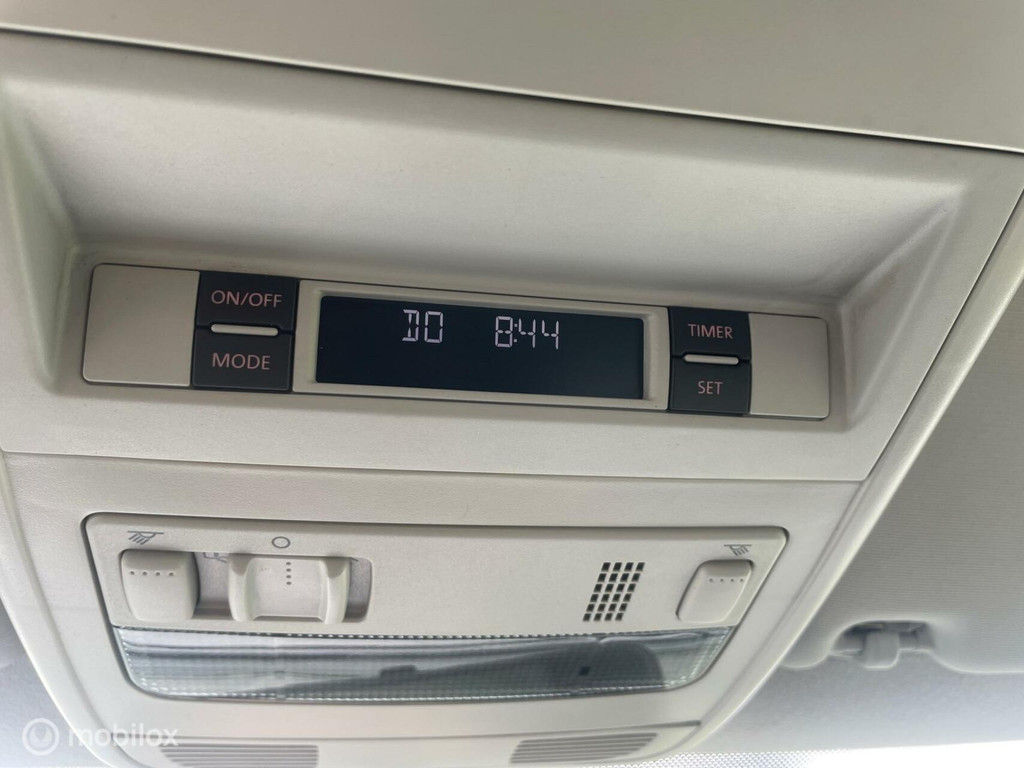 ON/OFF
MODE
DO 8:44
TIMER
SET
mobilox